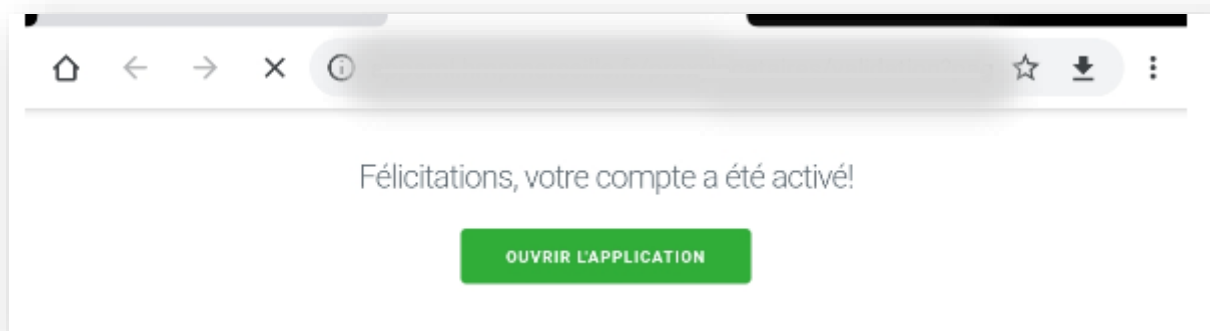 Félicitations, votre compte a été activé!
OUVRIR L'APPLICATION